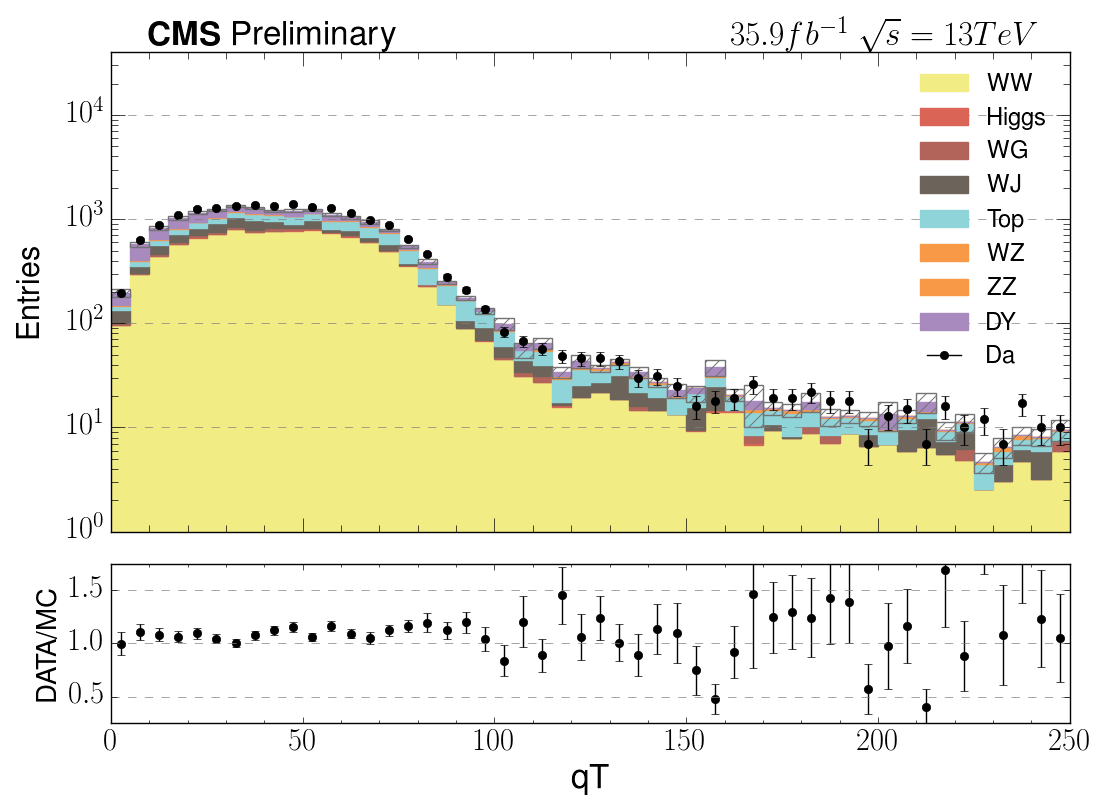 CMS Preliminary 35.9fb⁻¹ √s = 13TeV
WW
Higgs
WG
WJ
Top
WZ
ZZ
DY
Da
Entries
10⁴
10³
10²
10¹
10⁰
DATA/MC
1.5
1.0
0.5
0 50 100 150 200 250
qT